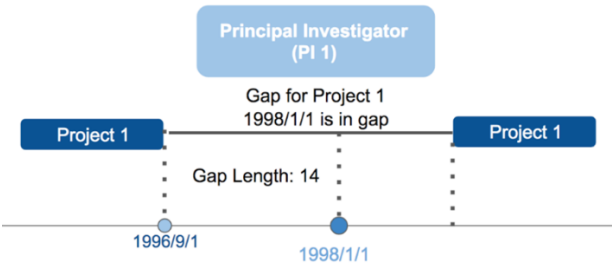 Principal Investigator
(PI 1)
Gap for Project 1
1998/1/1 is in gap
Project 1
Project 1
Gap Length: 14
1996/9/1
1998/1/1